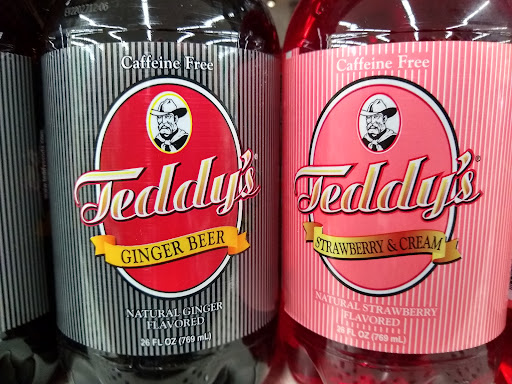 Caffeine Free
Teddy's
GINGER BEER
NATURAL GINGER
FLAVORED
26 FL OZ (769 mL)
Caffeine Free
Teddy's®
STRAWBERRY & CREAM
NATURAL STRAWBERRY
FLAVORED
26 FL OZ (769 mL)